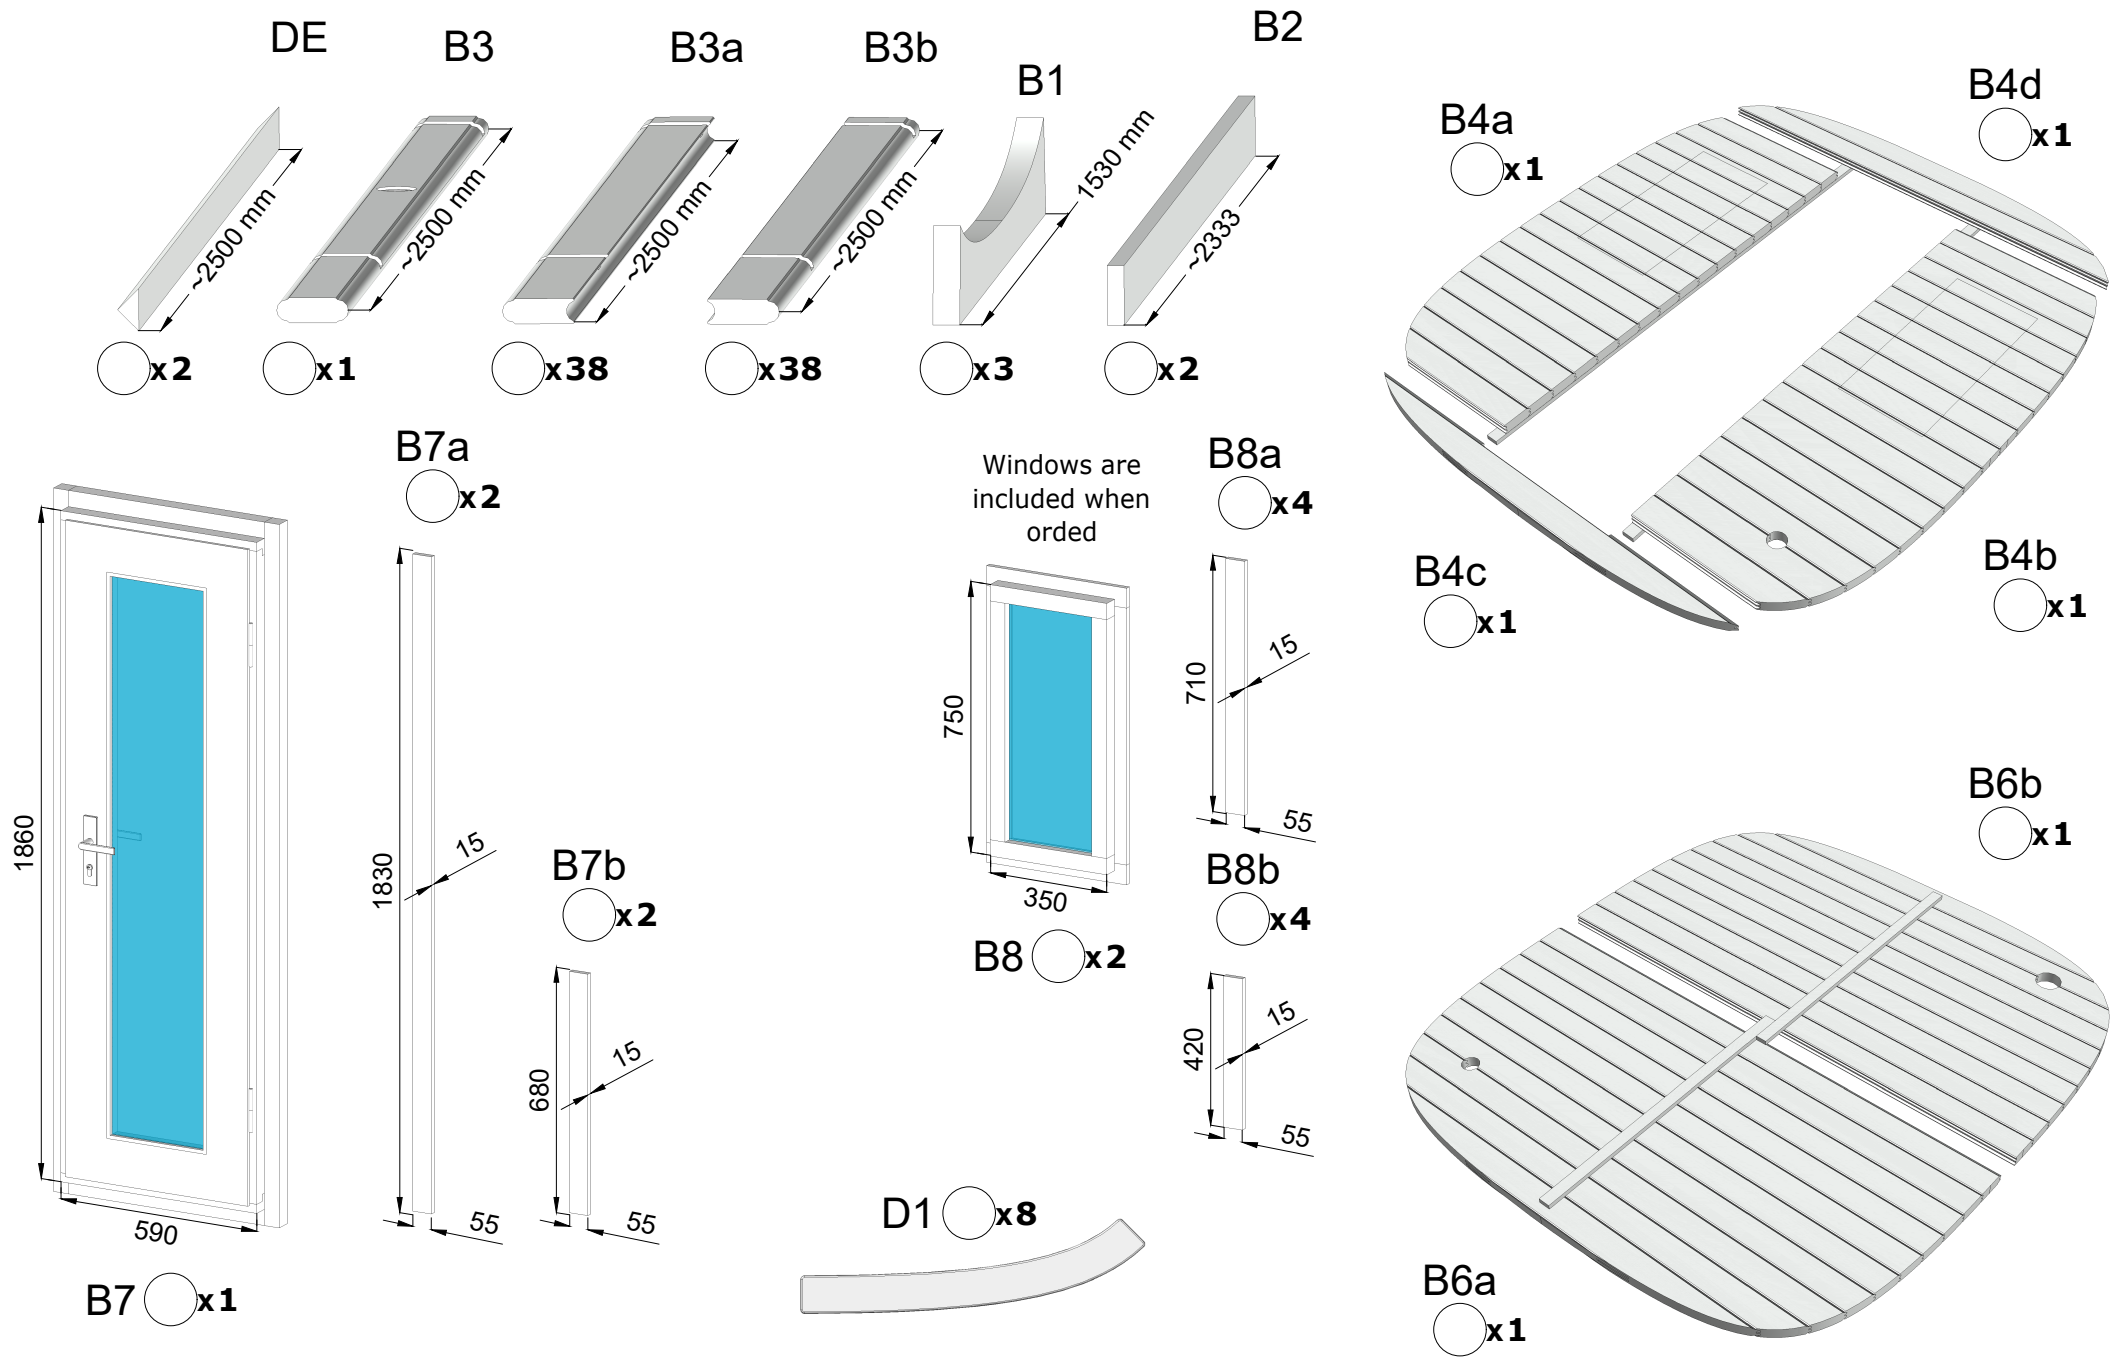 DE
~2500 mm
x2
B3
~2500 mm
x1
B3a
~2500 mm
x38
B3b
~2500 mm
x38
B1
1530 mm
x3
B2
~2333
x2
B4a
x1
B4d
x1
B4c
x1
B4b
x1
1860
590
B7 x1
B7a
x2
1830
15
55
B7b
x2
680
15
55
Windows are
included when
orded
750
350
B8 x2
B8a
x4
710
15
55
B8b
x4
420
15
55
D1 x8
B6b
x1
B6a
x1